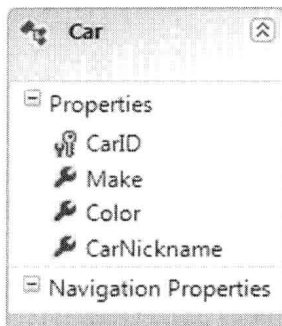 Car
Properties
CarID
Make
Color
CarNickname
Navigation Properties